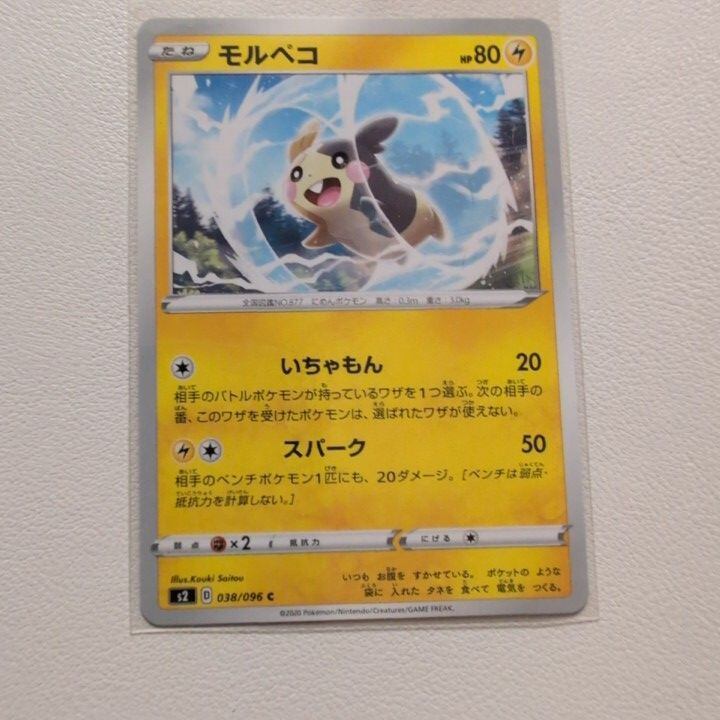 たね モルペコ HP 80
全国図鑑NO.877 にめんポケモン 高さ:0.3m 重さ:3.0kg
いちゃもん 20
相手のバトルポケモンが持っているワザを1つ選ぶ。次の相手の
番、このワザを受けたポケモンは、選ばれたワザが使えない。
スパーク 50
相手のベンチポケモン1匹にも、20ダメージ。[ベンチは弱点・
抵抗力を計算しない。]
弱点 ×2 抵抗力 にげる
Illus.Kouki Saitou
いつも お腹を すかせている。 ポケットの ような
袋に 入れた タネを 食べて 電気を つくる。
s2 D 038/096 C
©2020 Pokémon/Nintendo/Creatures/GAME FREAK.